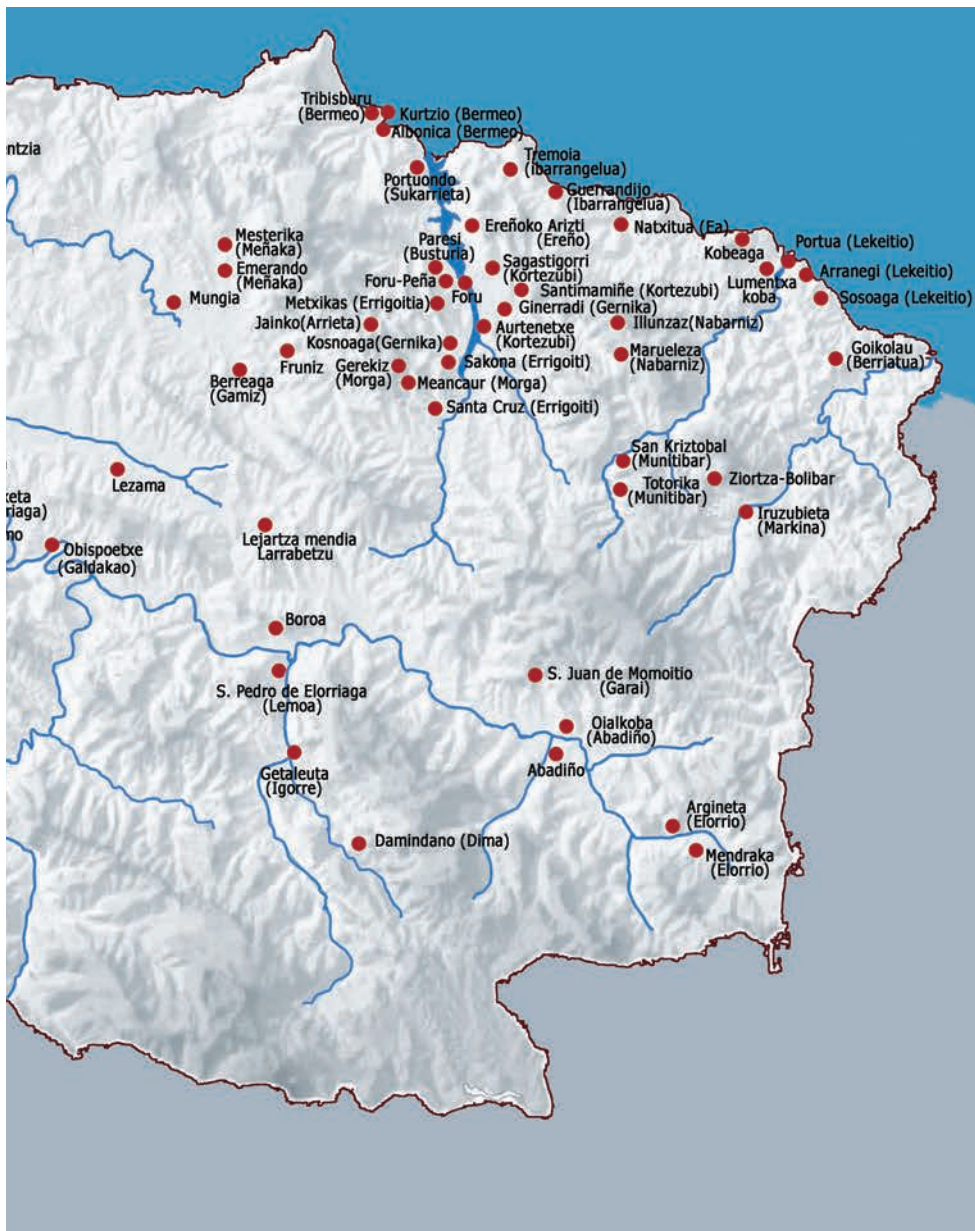 Tribisburu
(Bermeo)
Kurtzio (Bermeo)
Albonica (Bermeo)
ntzia
Portuondo
(Sukarrieta)
Tremoia
(Ibarrangelua)
Guerrandijo
(Ibarrangelua)
Ereñoko Arizti
(Ereño)
Natxitua (Ea)
Kobeaga
Portua (Lekeitio)
Mesterika
(Meñaka)
Paresi
(Busturia)
Sagastigorri
(Kortezubi)
Lumentxa
koba
Arranegi (Lekeitio)
Emerando
(Meñaka)
Foru-Peña
Foru
Santimamiñe (Kortezubi)
Sosoaga (Lekeitio)
Mungia
Metxikas (Errigoitia)
Ginerradi (Gernika)
Jainko(Arrieta)
Aurtenetxe
(Kortezubi)
Illunzaz(Nabarniz)
Kosnoaga(Gernika)
Fruniz
Gerekiz
(Morga)
Sakona (Errigoiti)
Marueleza
(Nabarniz)
Goikolau
(Berriatua)
Berreaga
(Gamiz)
Meancaur (Morga)
Santa Cruz (Errigoiti)
San Kriztobal
(Munitibar)
Lezama
Totorika
(Munitibar)
Ziortza-Bolibar
keta
riaga)
mo
Iruzubieta
(Markina)
Lejartza mendia
Larrabetzu
Obispoetxe
(Galdakao)
Boroa
S. Juan de Momoitio
(Garai)
S. Pedro de Elorriaga
(Lemoa)
Oialkoba
(Abadiño)
Getaleuta
(Igorre)
Abadiño
Argineta
(Elorrio)
Damindano (Dima)
Mendraka
(Elorrio)